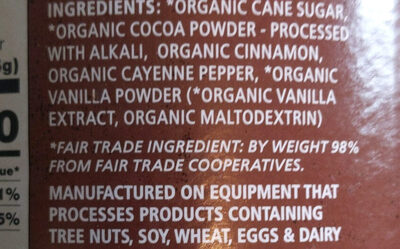 INGREDIENTS: *ORGANIC CANE SUGAR,
*ORGANIC COCOA POWDER - PROCESSED
WITH ALKALI, ORGANIC CINNAMON,
ORGANIC CAYENNE PEPPER, *ORGANIC
VANILLA POWDER (*ORGANIC VANILLA
EXTRACT, ORGANIC MALTODEXTRIN)
*FAIR TRADE INGREDIENT: BY WEIGHT 98%
FROM FAIR TRADE COOPERATIVES.
MANUFACTURED ON EQUIPMENT THAT
PROCESSES PRODUCTS CONTAINING
TREE NUTS, SOY, WHEAT, EGGS & DAIRY